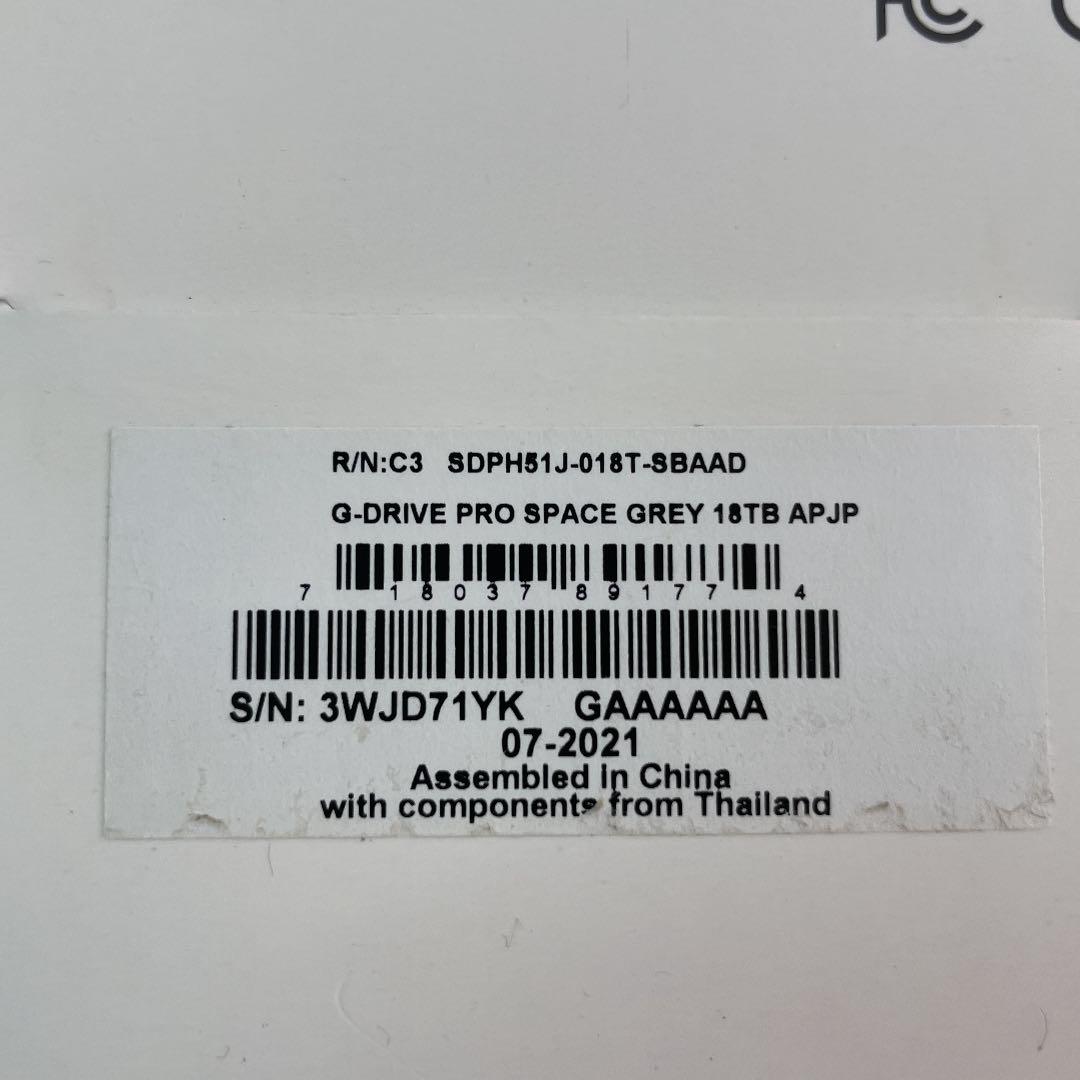 FC
R/N:C3 SDPH51J-018T-SBAAD
G-DRIVE PRO SPACE GREY 18TB APJP
7 18037 89177 4
S/N: 3WJD71YK GAAAAAA
07-2021
Assembled In China
with components from Thailand